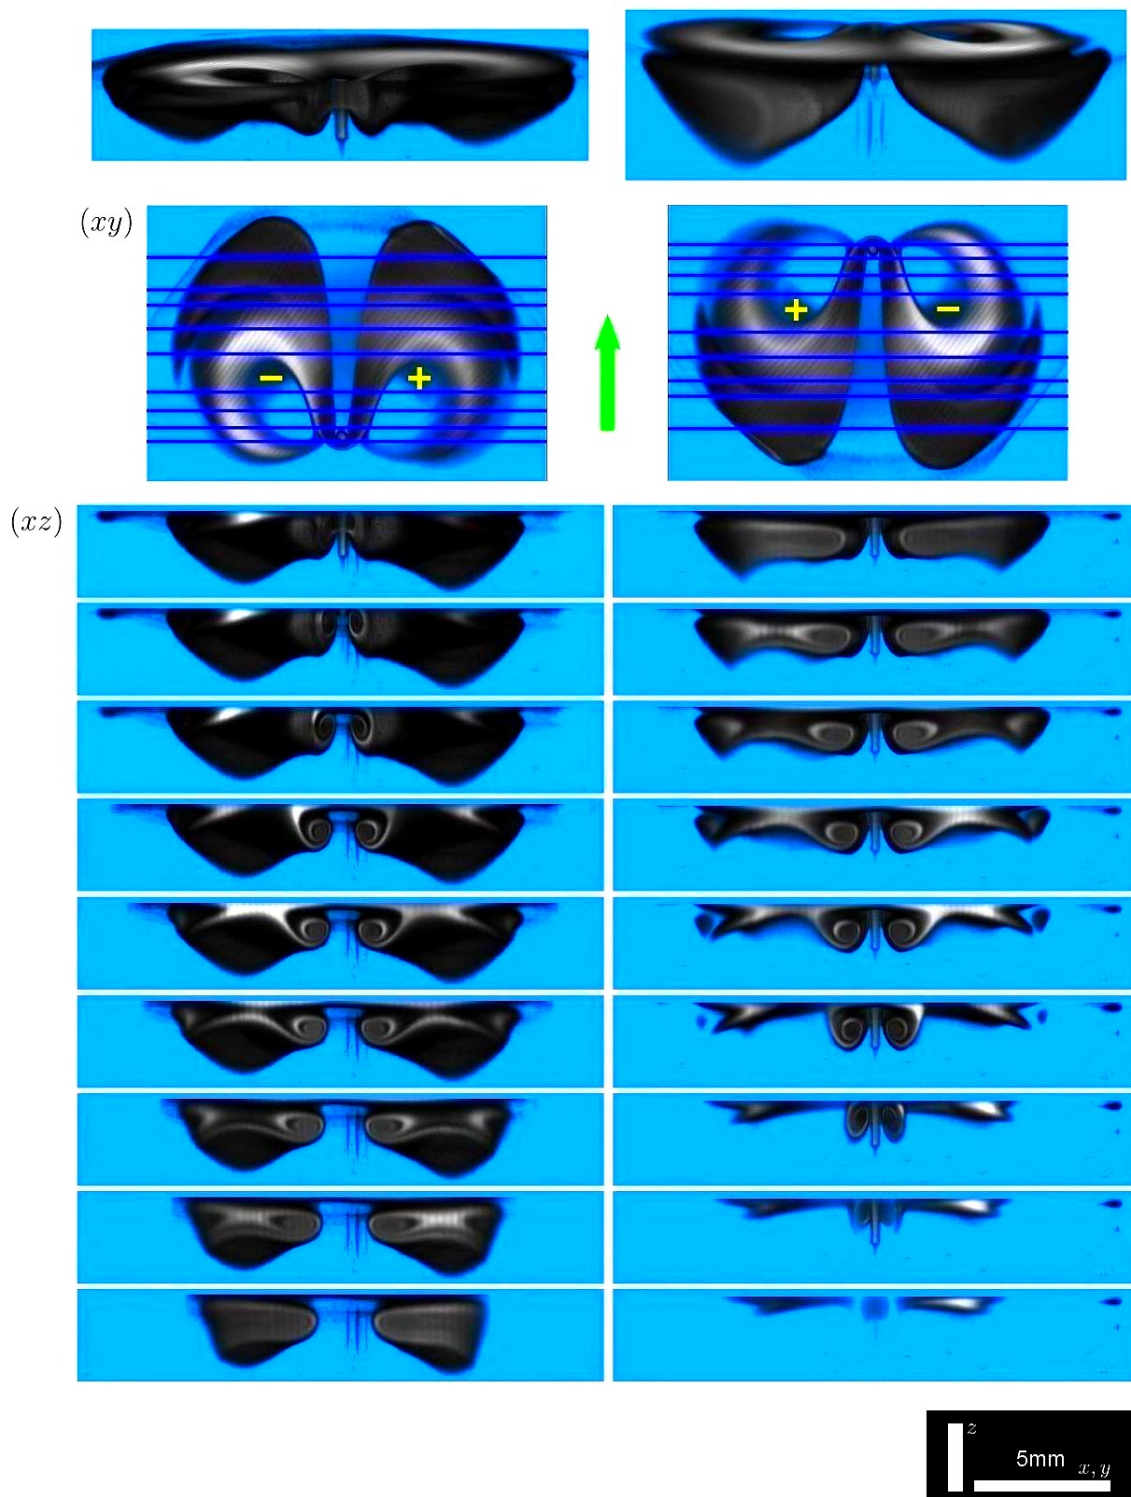 (xy)
− +
+ −
(xz)
z
5mm x, y